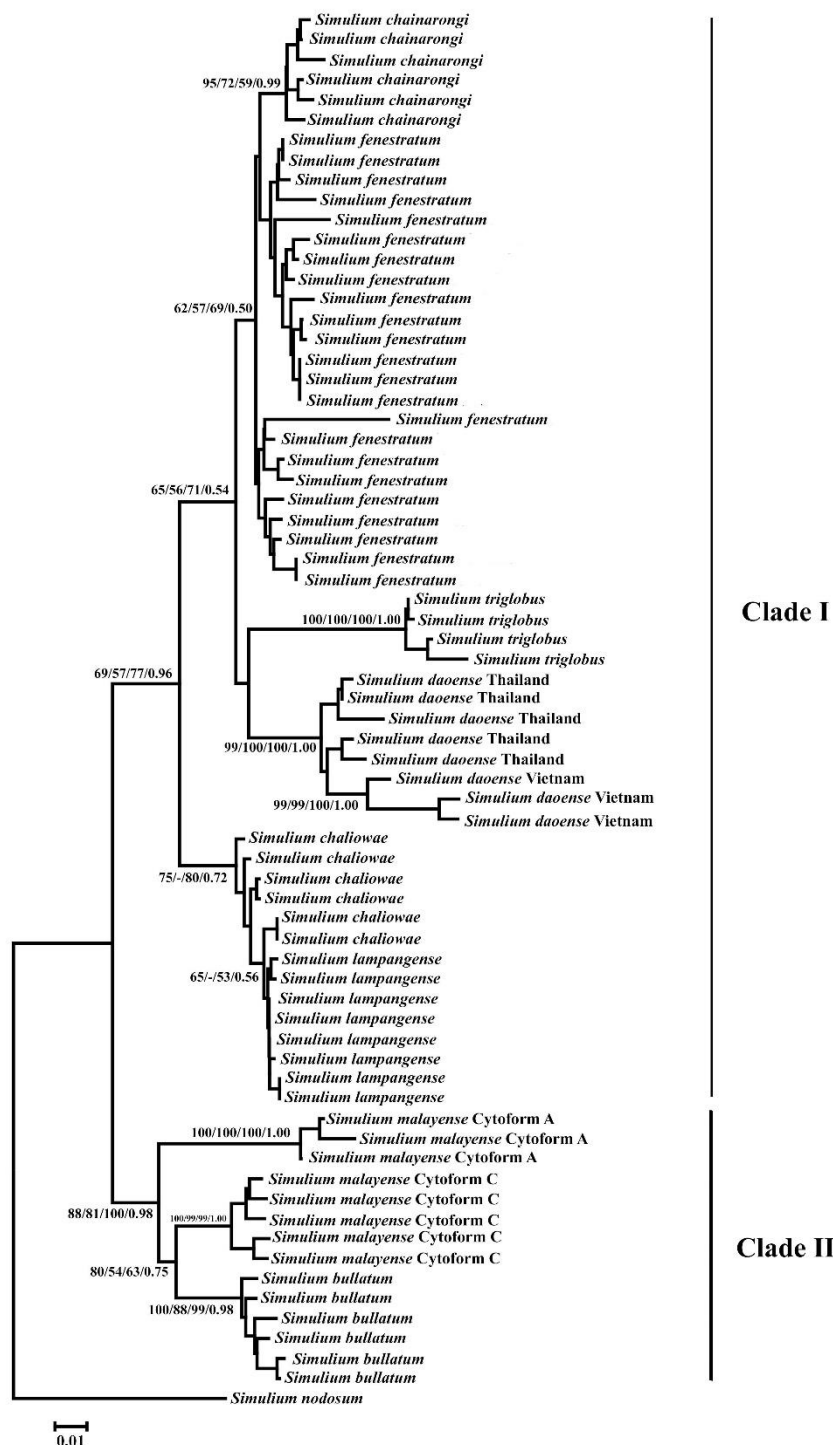 Simulium chainarongi
Simulium chainarongi
Simulium chainarongi
95/72/59/0.99
Simulium chainarongi
Simulium chainarongi
Simulium chainarongi
Simulium fenestratum
Simulium fenestratum
Simulium fenestratum
Simulium fenestratum
Simulium fenestratum
Simulium fenestratum
Simulium fenestratum
Simulium fenestratum
Simulium fenestratum
62/57/69/0.50
Simulium fenestratum
Simulium fenestratum
Simulium fenestratum
Simulium fenestratum
Simulium fenestratum
Simulium fenestratum
Simulium fenestratum
Simulium fenestratum
Simulium fenestratum
65/56/71/0.54
Simulium fenestratum
Simulium fenestratum
Simulium fenestratum
Simulium fenestratum
Simulium fenestratum
Simulium triglobus
Clade I
100/100/100/1.00
Simulium triglobus
Simulium triglobus
Simulium triglobus
69/57/77/0.96
Simulium daoense Thailand
Simulium daoense Thailand
Simulium daoense Thailand
Simulium daoense Thailand
99/100/100/1.00
Simulium daoense Thailand
Simulium daoense Vietnam
Simulium daoense Vietnam
99/99/100/1.00
Simulium daoense Vietnam
Simulium chaliowae
Simulium chaliowae
75/-/80/0.72
Simulium chaliowae
Simulium chaliowae
Simulium chaliowae
Simulium chaliowae
Simulium lampangense
65/-/53/0.56
Simulium lampangense
Simulium lampangense
Simulium lampangense
Simulium lampangense
Simulium lampangense
Simulium lampangense
Simulium lampangense
Simulium malayense Cytoform A
100/100/100/1.00
Simulium malayense Cytoform A
Simulium malayense Cytoform A
Simulium malayense Cytoform C
Simulium malayense Cytoform C
88/81/100/0.98
100/99/99/1.00
Simulium malayense Cytoform C
Simulium malayense Cytoform C
Clade II
Simulium malayense Cytoform C
80/54/63/0.75
Simulium bullatum
Simulium bullatum
100/88/99/0.98
Simulium bullatum
Simulium bullatum
Simulium bullatum
Simulium bullatum
Simulium nodosum
0.01